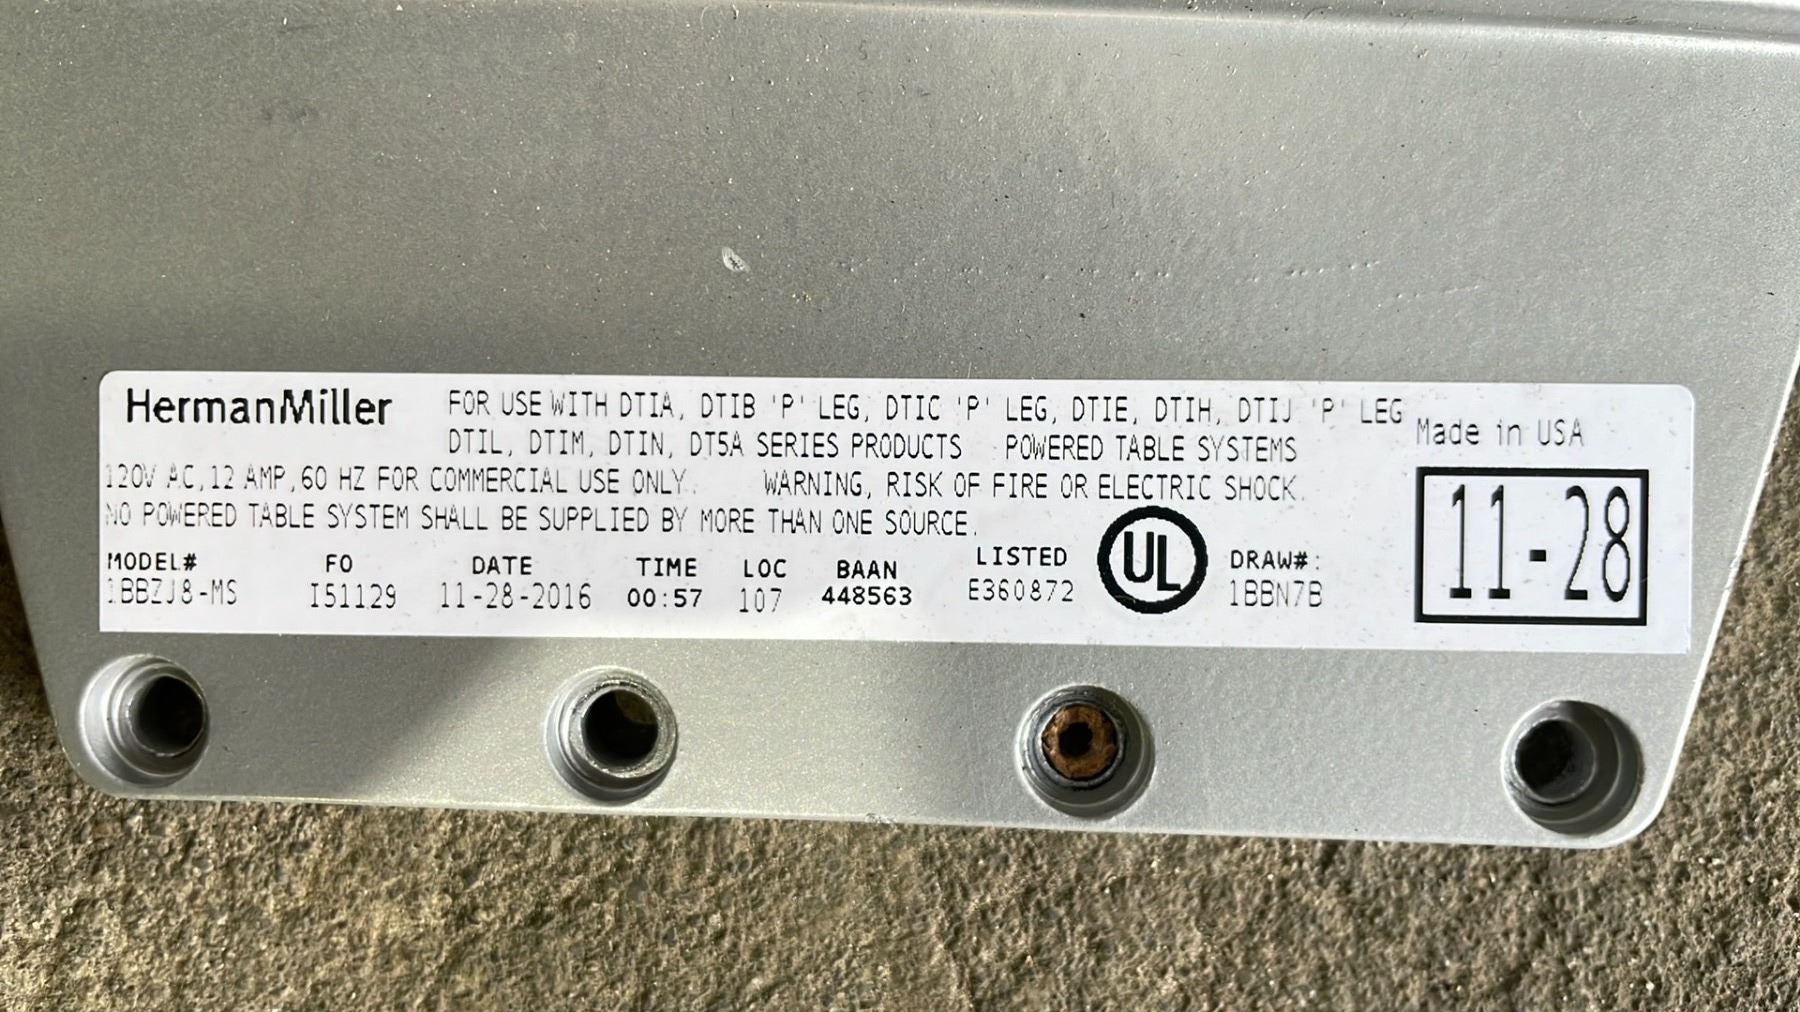 HermanMiller
FOR USE WITH DTIA, DTIB 'P' LEG, DTIC 'P' LEG, DTIE, DTIH, DTIJ 'P' LEG
DTIL, DTIM, DTIN, DT5A SERIES PRODUCTS POWERED TABLE SYSTEMS
Made in USA
120V AC, 12 AMP, 60 HZ FOR COMMERCIAL USE ONLY. WARNING, RISK OF FIRE OR ELECTRIC SHOCK.
NO POWERED TABLE SYSTEM SHALL BE SUPPLIED BY MORE THAN ONE SOURCE.
MODEL# FO DATE TIME LOC BAAN LISTED UL DRAW#:
1BBZJ8-MS I51129 11-28-2016 00:57 107 448563 E360872 1BBN7B
11-28